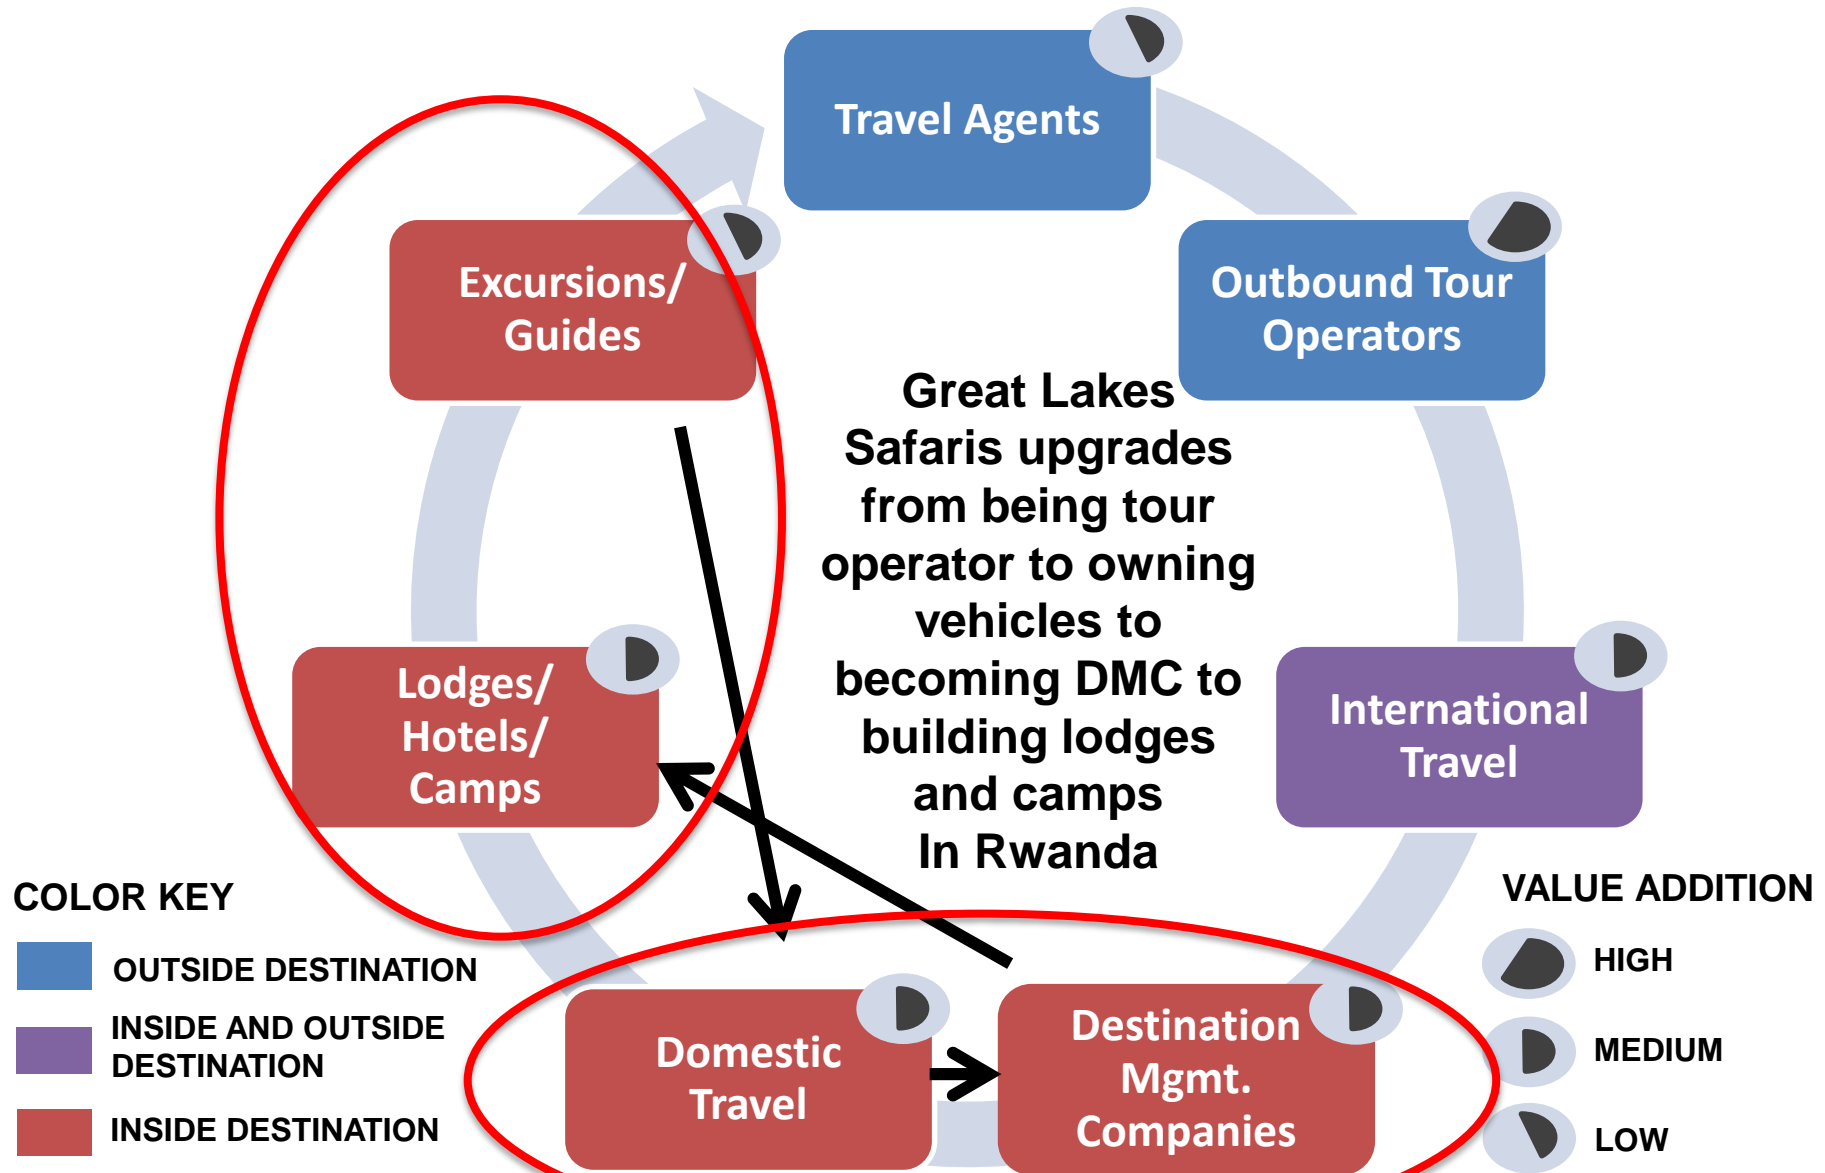 Travel Agents
Outbound Tour
Operators
Excursions/
Guides
Great Lakes
Safaris upgrades
from being tour
operator to owning
vehicles to
becoming DMC to
building lodges
and camps
In Rwanda
International
Travel
Lodges/
Hotels/
Camps
Domestic
Travel
Destination
Mgmt.
Companies
COLOR KEY
OUTSIDE DESTINATION
INSIDE AND OUTSIDE
DESTINATION
INSIDE DESTINATION
VALUE ADDITION
HIGH
MEDIUM
LOW